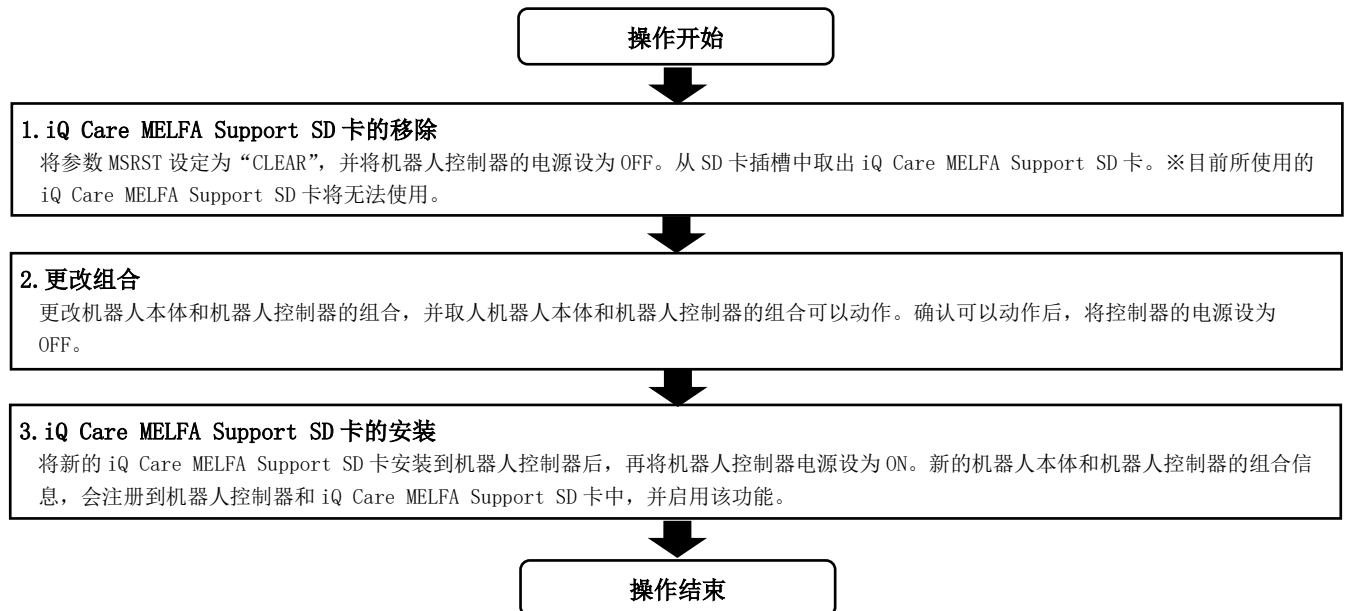 操作开始
1. iQ Care MELFA Support SD 卡的移除
将参数 MSRST 设定为“CLEAR”，并将机器人控制器的电源设为 OFF。从 SD 卡插槽中取出 iQ Care MELFA Support SD 卡。※目前所使用的
iQ Care MELFA Support SD 卡将无法使用。
2. 更改组合
更改机器人本体和机器人控制器的组合，并取人机器人本体和机器人控制器的组合可以动作。确认可以动作后，将控制器的电源设为
OFF。
3. iQ Care MELFA Support SD 卡的安装
将新的 iQ Care MELFA Support SD 卡安装到机器人控制器后，再将机器人控制器电源设为 ON。新的机器人本体和机器人控制器的组合信
息，会注册到机器人控制器和 iQ Care MELFA Support SD 卡中，并启用该功能。
操作结束